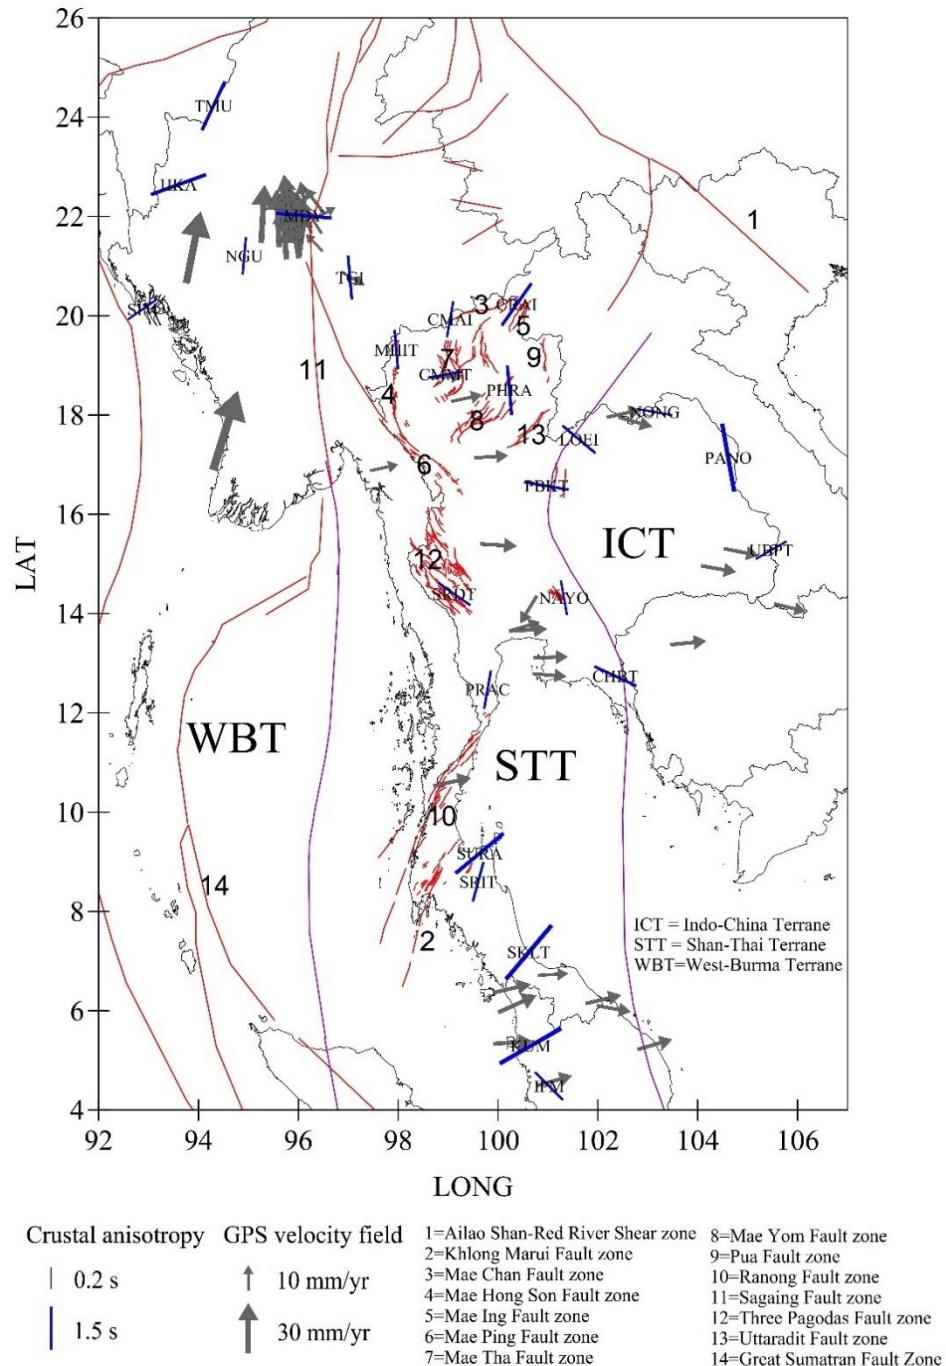 26
24
22
20
18
16
14
12
10
8
6
4
LAT
92
94
96
98
100
102
104
106
LONG
TMU
HKA
MDY
NGU
TGI
1
3
CRAI
CMAI
5
11
MHIT
7
9
CMMT
4
PHRA
8
13
NONG
LOEI
6
PANO
PBKT
ICT
UBPT
12
SRDT
NAYO
CHBT
PRAC
WBT
STT
10
SURA
14
SRIT
2
SKLT
KUM
IPM
ICT = Indo-China Terrane
STT = Shan-Thai Terrane
WBT=West-Burma Terrane
Crustal anisotropy
0.2 s
1.5 s
GPS velocity field
10 mm/yr
30 mm/yr
1=Ailao Shan-Red River Shear zone
2=Khlong Marui Fault zone
3=Mae Chan Fault zone
4=Mae Hong Son Fault zone
5=Mae Ing Fault zone
6=Mae Ping Fault zone
7=Mae Tha Fault zone
8=Mae Yom Fault zone
9=Pua Fault zone
10=Ranong Fault zone
11=Sagaing Fault zone
12=Three Pagodas Fault zone
13=Uttaradit Fault zone
14=Great Sumatran Fault Zone